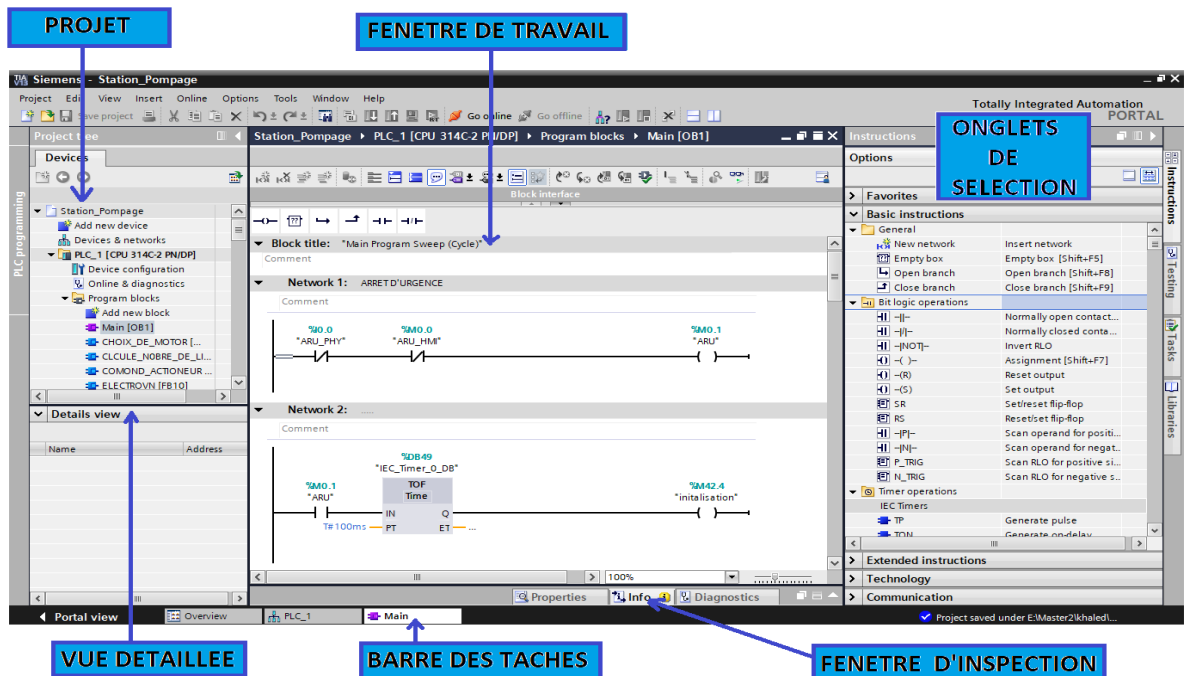 PROJET
FENETRE DE TRAVAIL
Siemens - Station_Pompage
Project Edit View Insert Online Options Tools Window Help
Totally Integrated Automation
PORTAL
Save project
Go online
Go offline
ONGLETS
DE
SELECTION
Project tree
Devices
PLC programming
Station_Pompage
Add new device
Devices & networks
PLC_1 [CPU 314C-2 PN/DP]
Device configuration
Online & diagnostics
Program blocks
Add new block
Main [OB1]
CHOIX_DE_MOTOR [...
CLCULE_N0BRE_DE_LI...
COMOND_ACTIONEUR ...
ELECTROVN [FB10]
Details view
Name Address
Station_Pompage PLC_1 [CPU 314C-2 PN/DP] Program blocks Main [OB1]
Block interface
Block title: "Main Program Sweep (Cycle)"
Comment
Network 1: ARRET D'URGENCE
Comment
%I0.0 %M0.0 %M0.1
"ARU_PHY" "ARU_HMI" "ARU"
Network 2: .....
Comment
%DB49
"IEC_Timer_0_DB"
%M0.1 TOF %M42.4
"ARU" Time "initalisation"
IN Q
T#100ms PT ET ...
100%
Properties Info Diagnostics
Instructions
Options
Favorites
Basic instructions
General
New network Insert network
Empty box Empty box [Shift+F5]
Open branch Open branch [Shift+F8]
Close branch Close branch [Shift+F9]
Bit logic operations
-||- Normally open contact...
-|/|- Normally closed conta...
-|NOT|- Invert RLO
-( )- Assignment [Shift+F7]
-(R) Reset output
-(S) Set output
SR Set/reset flip-flop
RS Reset/set flip-flop
-|P|- Scan operand for positi...
-|N|- Scan operand for negat...
P_TRIG Scan RLO for positive si...
N_TRIG Scan RLO for negative s...
Timer operations
IEC Timers
TP Generate pulse
TON Generate on-delay
Extended instructions
Technology
Communication
Instructions
Testing
Tasks
Libraries
Portal view Overview PLC_1 Main
Project saved under E:\Master2\khaled\...
VUE DETAILLEE
BARRE DES TACHES
FENETRE D'INSPECTION